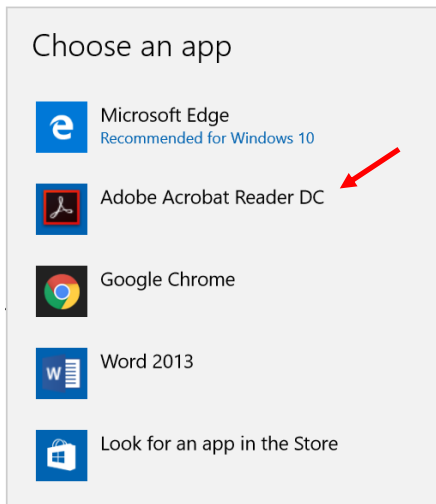 Choose an app
Microsoft Edge
Recommended for Windows 10
Adobe Acrobat Reader DC
Google Chrome
Word 2013
Look for an app in the Store